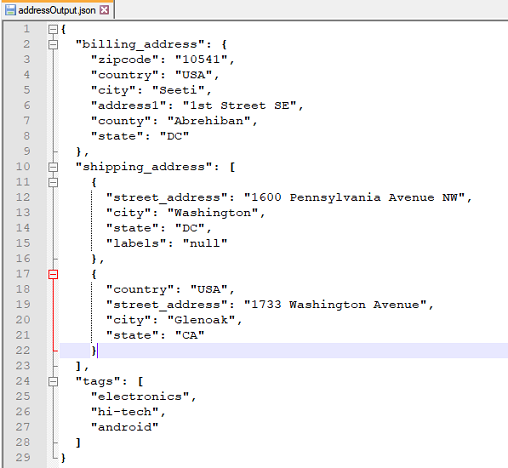 addressOutput.json
1 {
2   "billing_address": {
3     "zipcode": "10541",
4     "country": "USA",
5     "city": "Seeti",
6     "address1": "1st Street SE",
7     "county": "Abrehiban",
8     "state": "DC"
9   },
10   "shipping_address": [
11     {
12       "street_address": "1600 Pennsylvania Avenue NW",
13       "city": "Washington",
14       "state": "DC",
15       "labels": "null"
16     },
17     {
18       "country": "USA",
19       "street_address": "1733 Washington Avenue",
20       "city": "Glenoak",
21       "state": "CA"
22     }
23   ],
24   "tags": [
25     "electronics",
26     "hi-tech",
27     "android"
28   ]
29 }